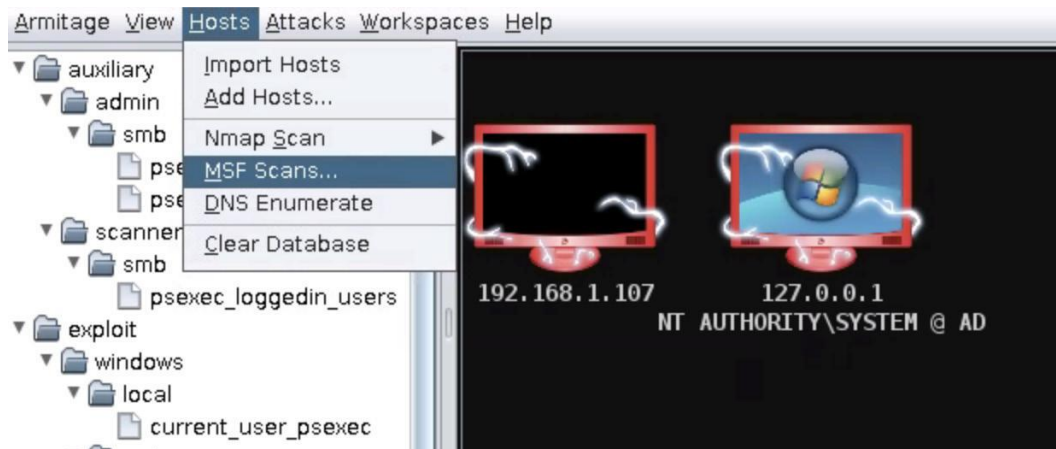 Armitage View Hosts Attacks Workspaces Help
Import Hosts
Add Hosts...
Nmap Scan
MSF Scans...
DNS Enumerate
Clear Database
auxiliary
admin
smb
scanner
smb
psexec_loggedin_users
exploit
windows
local
current_user_psexec
192.168.1.107
127.0.0.1
NT AUTHORITY\SYSTEM @ AD